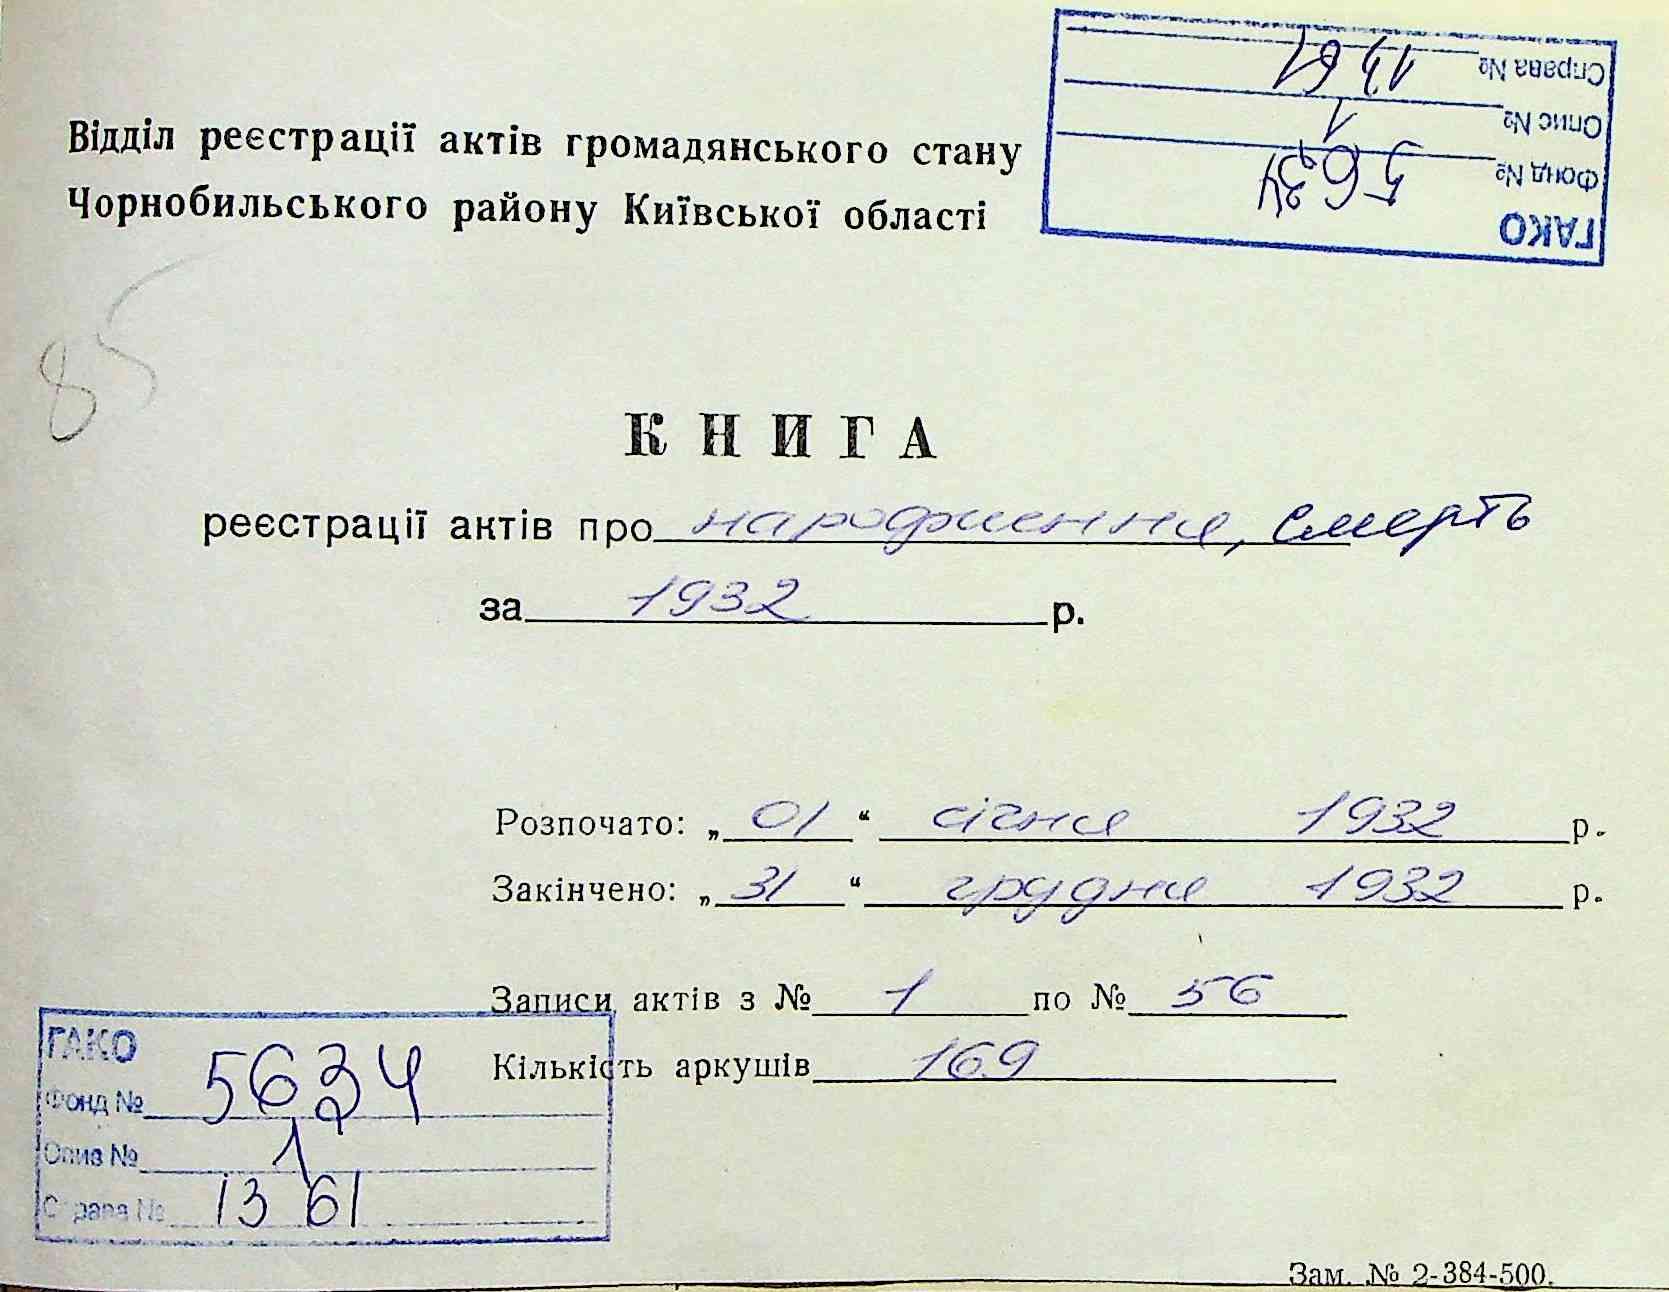 Відділ реєстрації актів громадянського стану
Чорнобильського району Київської області
ГАКО
Фонд № 5634
Опис № 1
Справа № 1361
85
КНИГА
реєстрації актів про народження, смерть
за 1932 р.
Розпочато: „01“ січня 1932 р.
Закінчено: „31“ грудня 1932 р.
Записи актів з № 1 по № 56
Кількість аркушів 169
ГАКО
Фонд № 5634
Опис № 1
Справа № 1361
Зам. № 2-384-500.